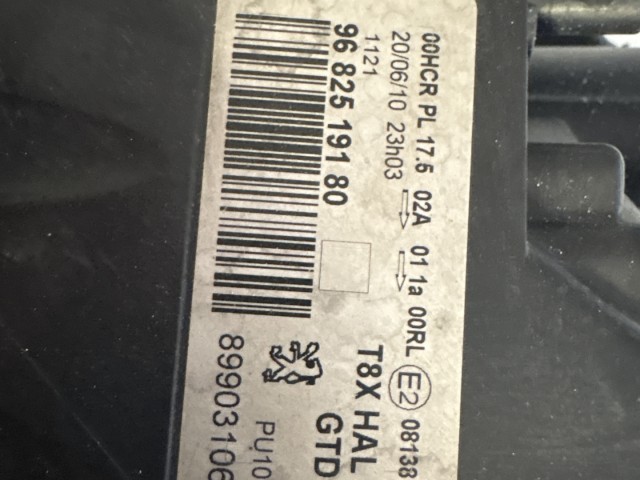 00HCR PL 17.5 02A 01 1a 00RL E2 08138
20/06/10 23h03
1121
96 825 191 80
T8X HAL
GTD
PU10
89903106